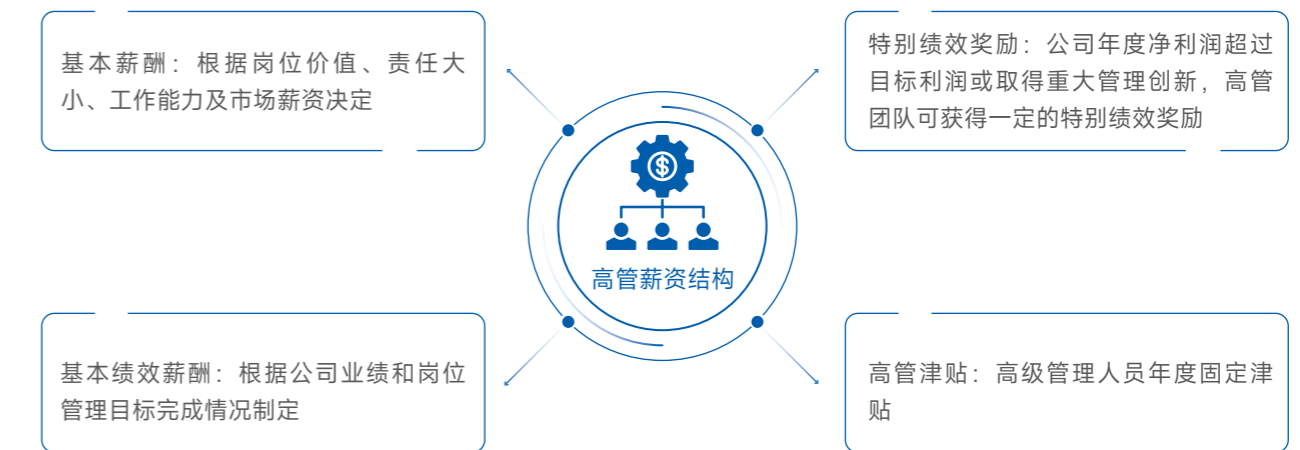 基本薪酬：根据岗位价值、责任大
小、工作能力及市场薪资决定
特别绩效奖励：公司年度净利润超过
目标利润或取得重大管理创新，高管
团队可获得一定的特别绩效奖励
$
高管薪资结构
基本绩效薪酬：根据公司业绩和岗位
管理目标完成情况制定
高管津贴：高级管理人员年度固定津
贴